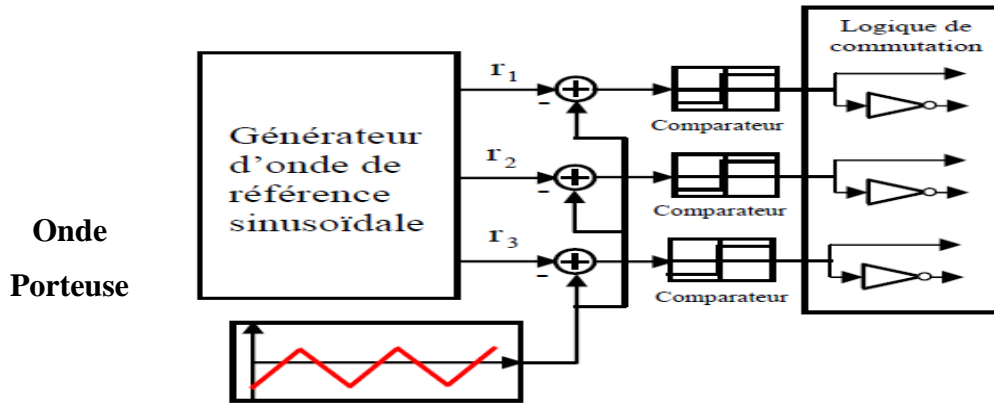 Logique de
commutation
r₁
-
Comparateur
Générateur
d'onde de
référence
sinusoïdale
r₂
-
Comparateur
r₃
-
Comparateur
Onde
Porteuse